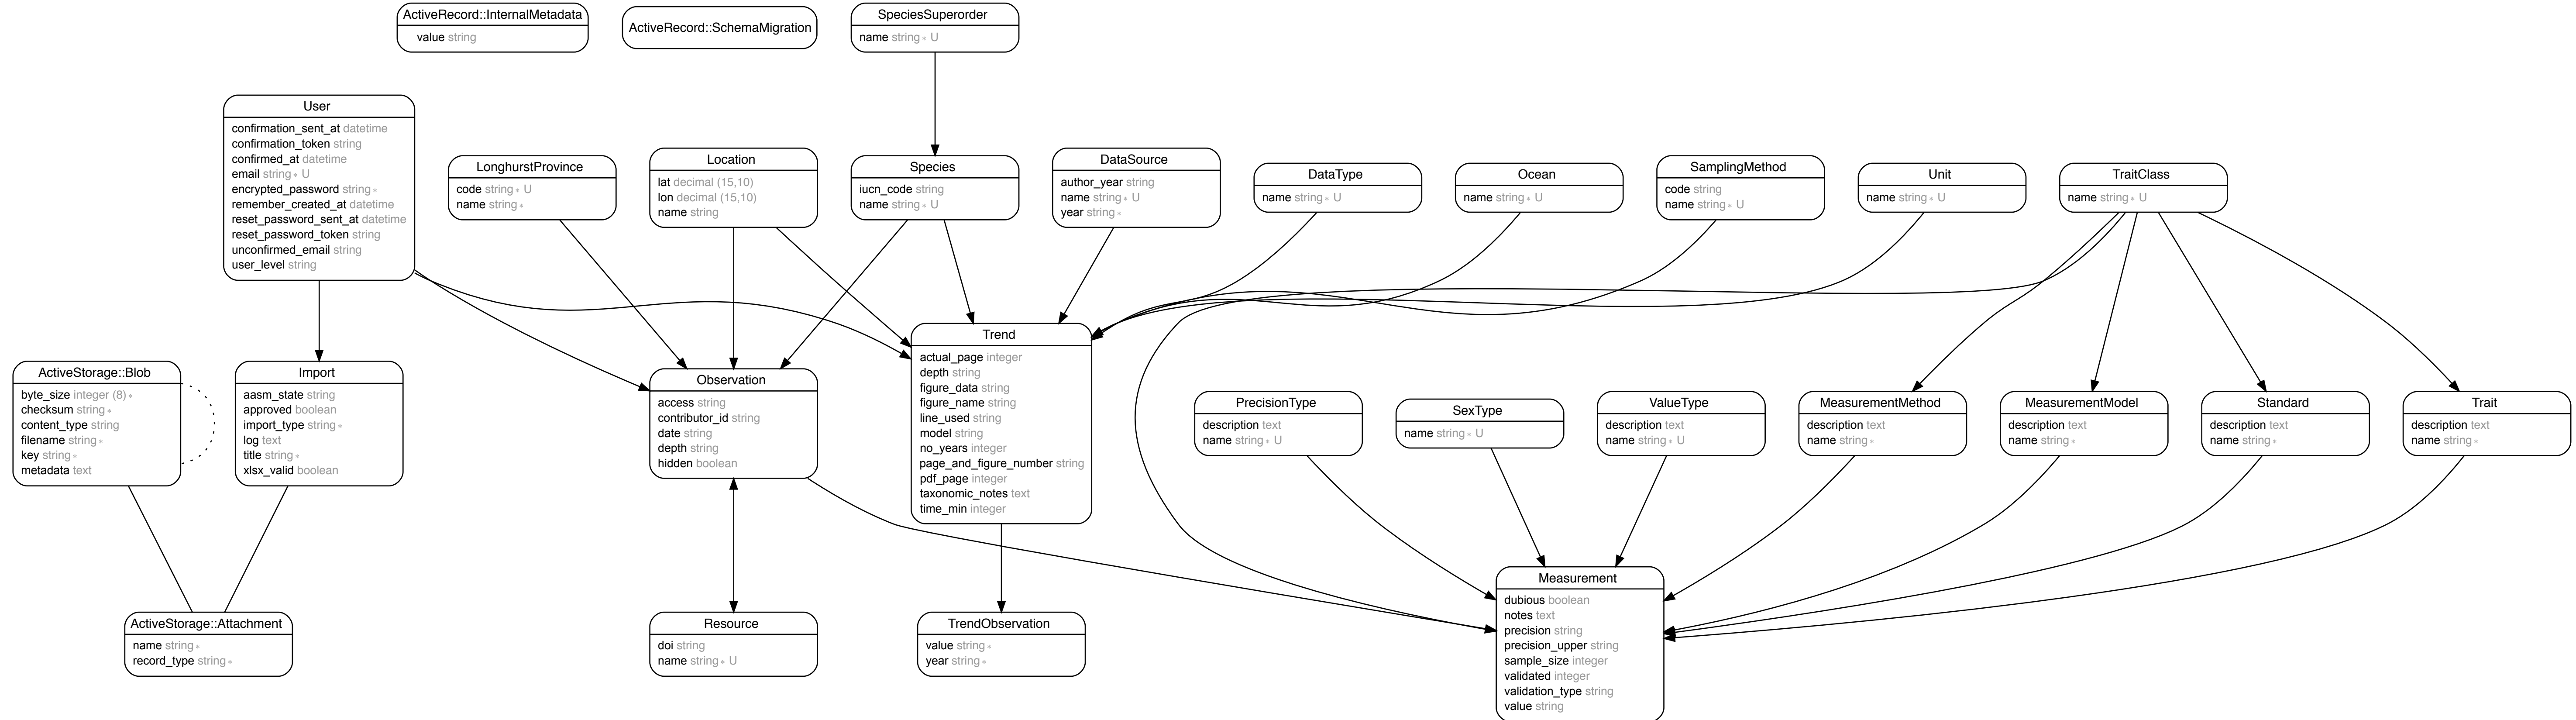 ActiveRecord::InternalMetadata
value string
ActiveRecord::SchemaMigration
SpeciesSuperorder
name string ∗ U
User
confirmation_sent_at datetime
confirmation_token string
confirmed_at datetime
email string ∗ U
encrypted_password string ∗
remember_created_at datetime
reset_password_sent_at datetime
reset_password_token string
unconfirmed_email string
user_level string
LonghurstProvince
code string ∗ U
name string ∗
Location
lat decimal (15,10)
lon decimal (15,10)
name string
Species
iucn_code string
name string ∗ U
DataSource
author_year string
name string ∗ U
year string ∗
DataType
name string ∗ U
Ocean
name string ∗ U
SamplingMethod
code string
name string ∗ U
Unit
name string ∗ U
TraitClass
name string ∗ U
ActiveStorage::Blob
byte_size integer (8) ∗
checksum string ∗
content_type string
filename string ∗
key string ∗
metadata text
Import
aasm_state string
approved boolean
import_type string ∗
log text
title string ∗
xlsx_valid boolean
Observation
access string
contributor_id string
date string
depth string
hidden boolean
Trend
actual_page integer
depth string
figure_data string
figure_name string
line_used string
model string
no_years integer
page_and_figure_number string
pdf_page integer
taxonomic_notes text
time_min integer
PrecisionType
description text
name string ∗ U
SexType
name string ∗ U
ValueType
description text
name string ∗ U
MeasurementMethod
description text
name string ∗
MeasurementModel
description text
name string ∗
Standard
description text
name string ∗
Trait
description text
name string ∗
ActiveStorage::Attachment
name string ∗
record_type string ∗
Resource
doi string
name string ∗ U
TrendObservation
value string ∗
year string ∗
Measurement
dubious boolean
notes text
precision string
precision_upper string
sample_size integer
validated integer
validation_type string
value string